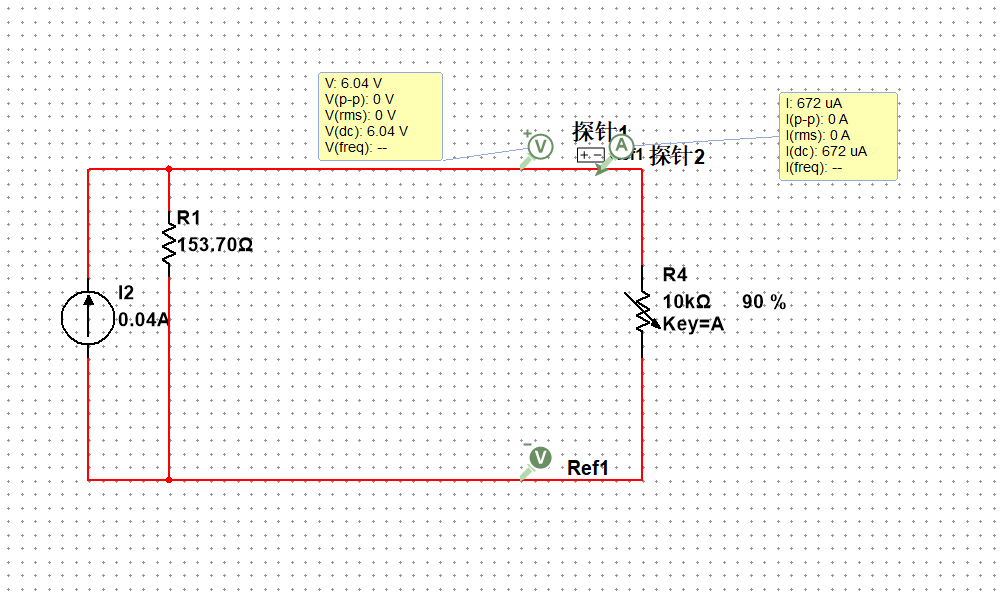 V: 6.04 V
V(p-p): 0 V
V(rms): 0 V
V(dc): 6.04 V
V(freq): --
I: 672 uA
I(p-p): 0 A
I(rms): 0 A
I(dc): 672 uA
I(freq): --
探针1
V
A
探针2
R1
153.70Ω
I2
0.04A
R4
10kΩ 90 %
Key=A
V
Ref1